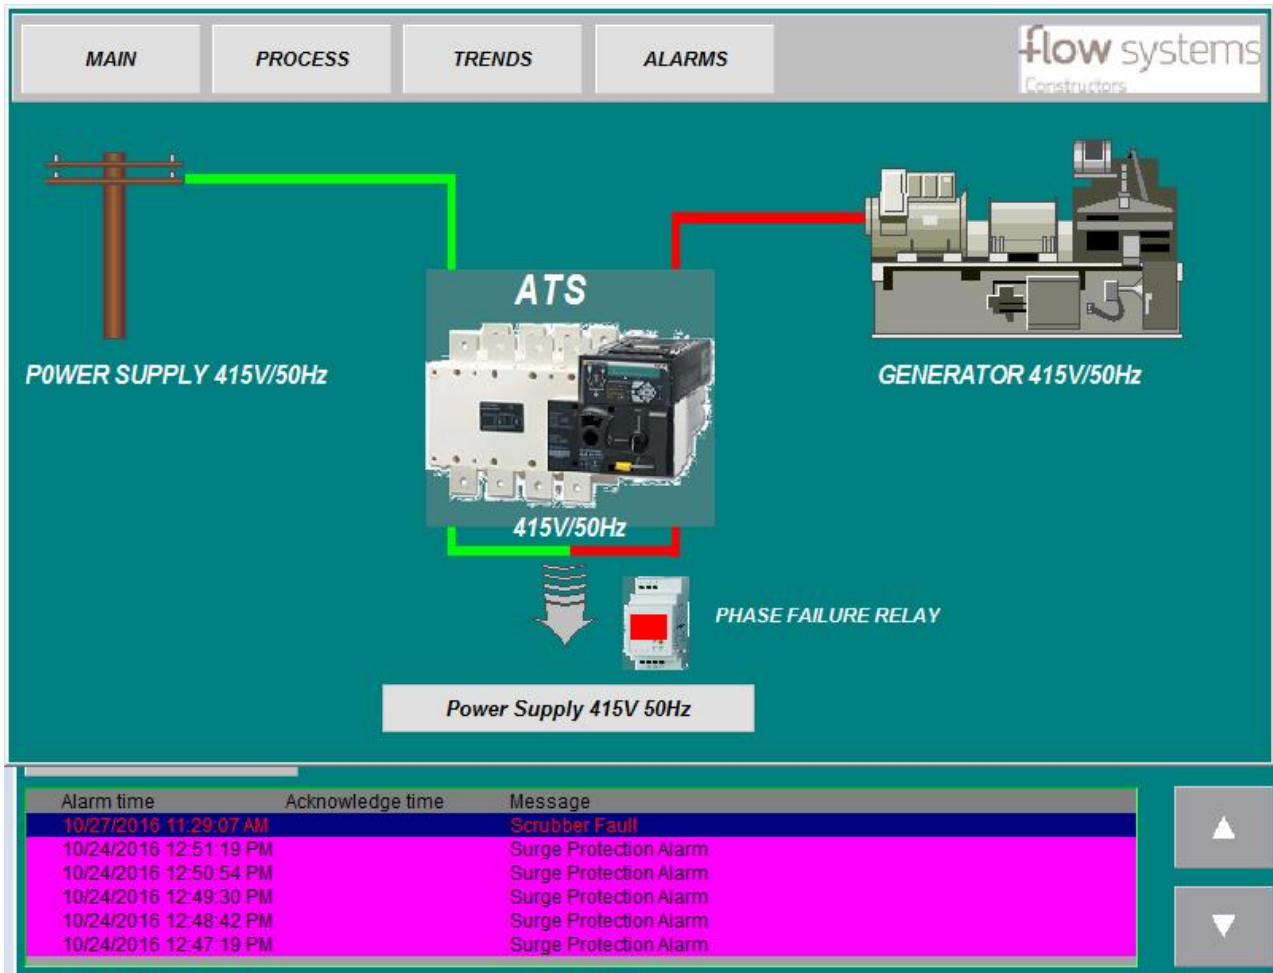 MAIN PROCESS TRENDS ALARMS
flow systems
Constructors
ATS
P0WER SUPPLY 415V/50Hz
GENERATOR 415V/50Hz
415V/50Hz
PHASE FAILURE RELAY
Power Supply 415V 50Hz
Alarm time Acknowledge time Message
10/27/2016 11:29:07 AM Scrubber Fault
10/24/2016 12:51:19 PM Surge Protection Alarm
10/24/2016 12:50:54 PM Surge Protection Alarm
10/24/2016 12:49:30 PM Surge Protection Alarm
10/24/2016 12:48:42 PM Surge Protection Alarm
10/24/2016 12:47:19 PM Surge Protection Alarm